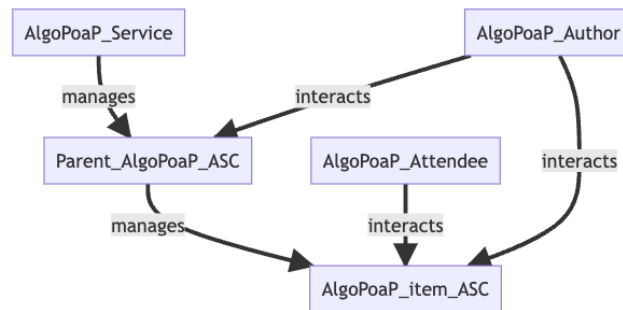 AlgoPoaP_Service
AlgoPoaP_Author
manages
interacts
Parent_AlgoPoaP_ASC
AlgoPoaP_Attendee
interacts
manages
interacts
AlgoPoaP_item_ASC